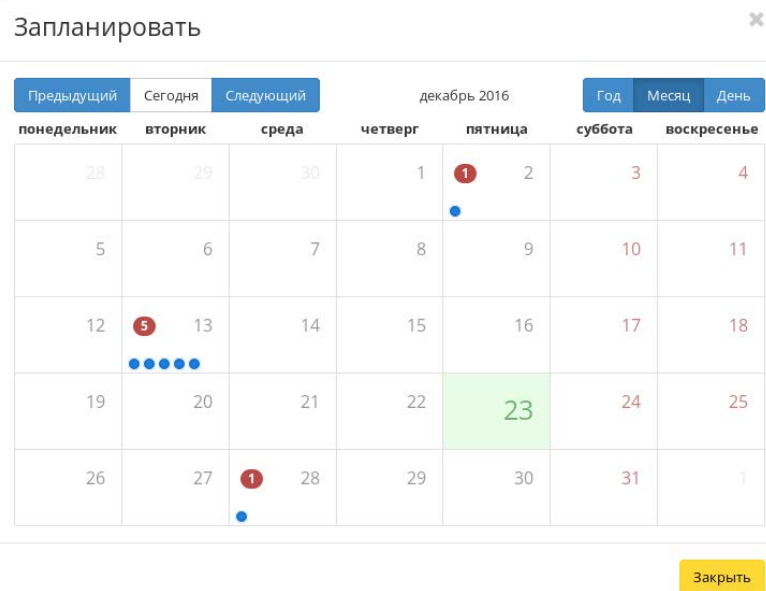 Запланировать ×
Предыдущий Сегодня Следующий декабрь 2016 Год Месяц День
понедельник вторник среда четверг пятница суббота воскресенье
28 29 30 1 1 2 3 4
5 6 7 8 9 10 11
12 5 13 14 15 16 17 18
19 20 21 22 23 24 25
26 27 1 28 29 30 31 1
Закрыть